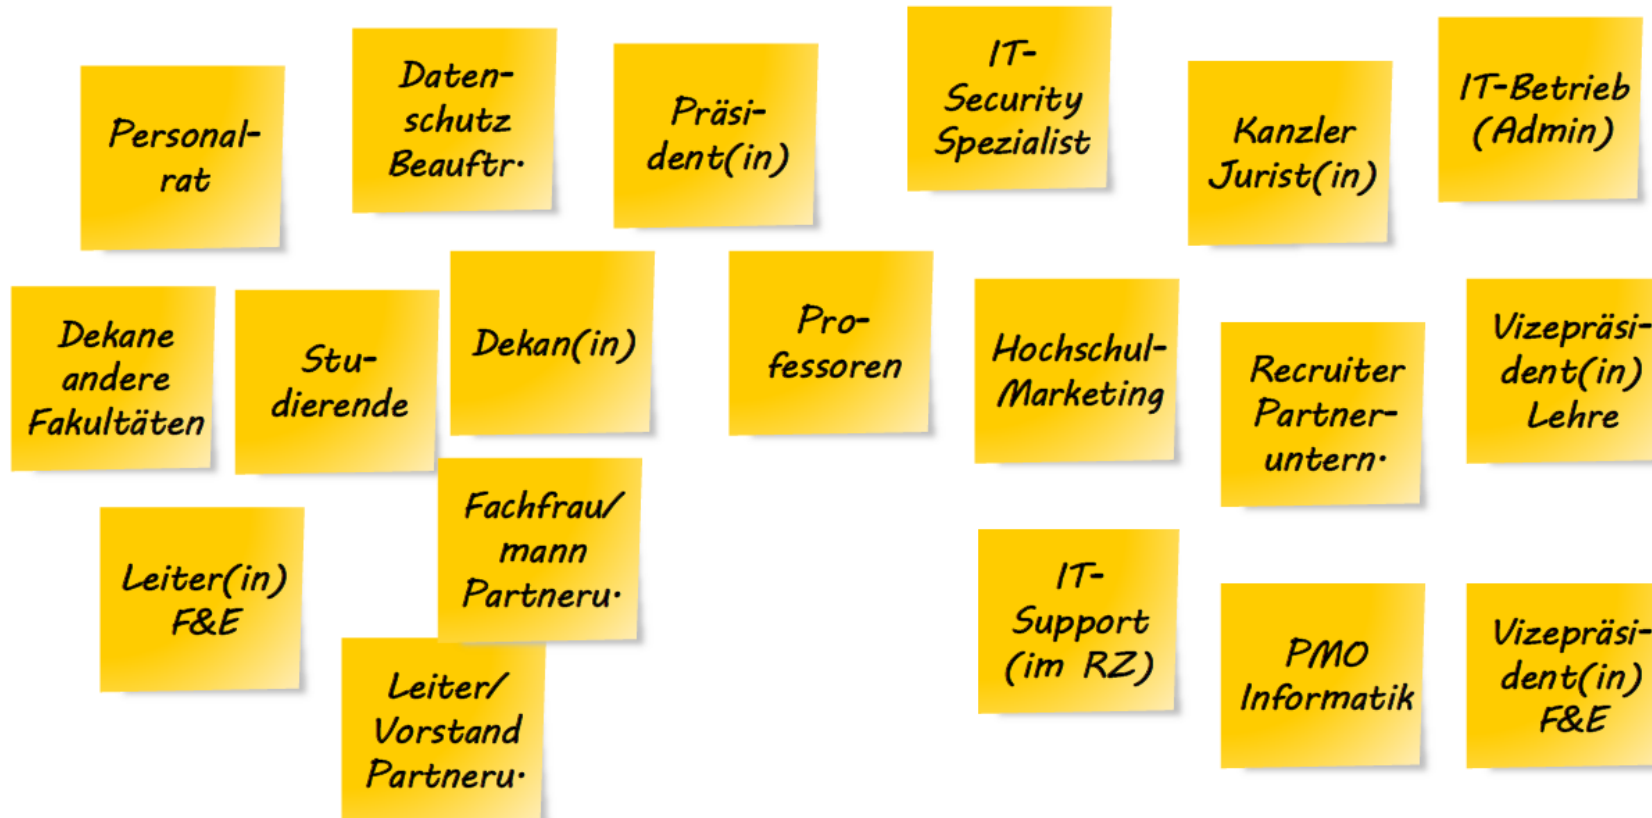 Personal-
rat
Daten-
schutz
Beauftr.
Präsi-
dent(in)
IT-
Security
Spezialist
Kanzler
Jurist(in)
IT-Betrieb
(Admin)
Dekane
andere
Fakultäten
Stu-
dierende
Dekan(in)
Pro-
fessoren
Hochschul-
Marketing
Recruiter
Partner-
untern.
Vizepräsi-
dent(in)
Lehre
Leiter(in)
F&E
Fachfrau/
mann
Partneru.
Leiter/
Vorstand
Partneru.
IT-
Support
(im RZ)
PMO
Informatik
Vizepräsi-
dent(in)
F&E